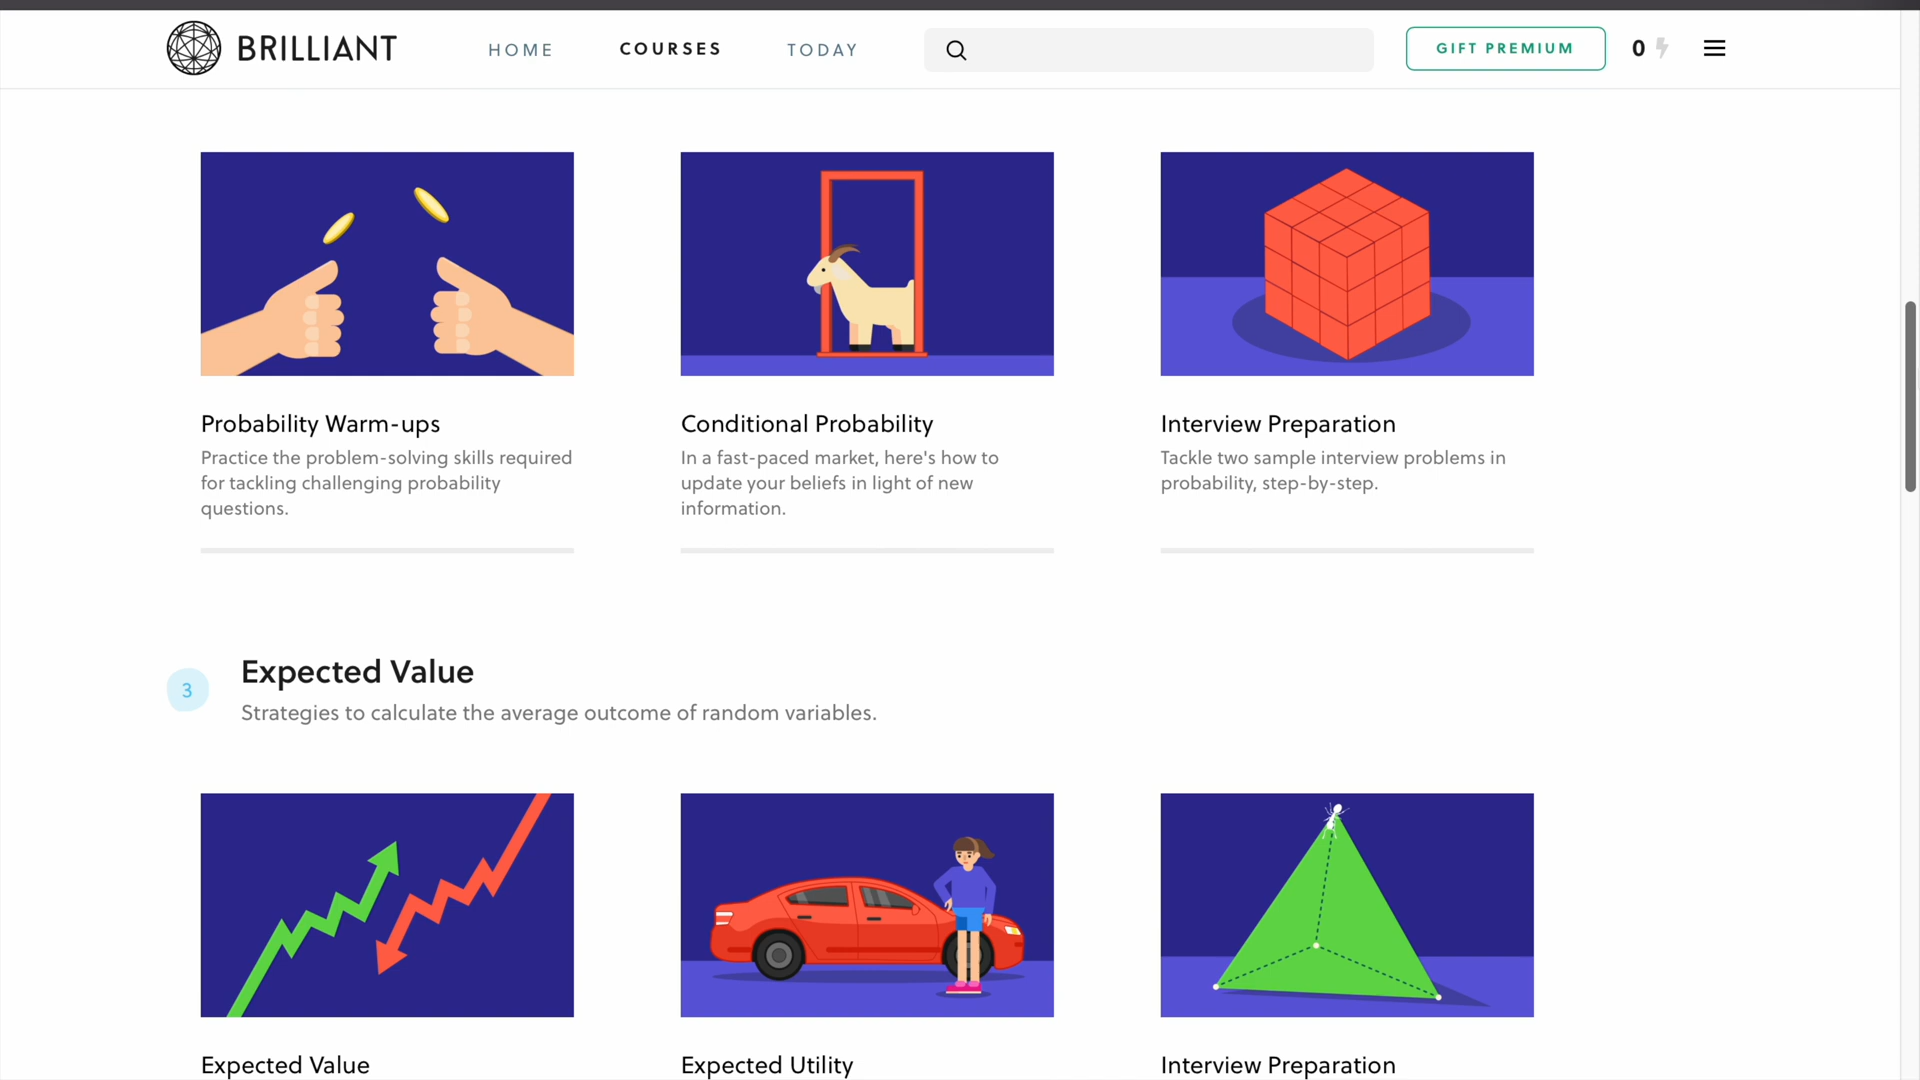 BRILLIANT
HOME
COURSES
TODAY
GIFT PREMIUM
0
Probability Warm-ups
Practice the problem-solving skills required
for tackling challenging probability
questions.
Conditional Probability
In a fast-paced market, here's how to
update your beliefs in light of new
information.
Interview Preparation
Tackle two sample interview problems in
probability, step-by-step.
3
Expected Value
Strategies to calculate the average outcome of random variables.
Expected Value
Expected Utility
Interview Preparation